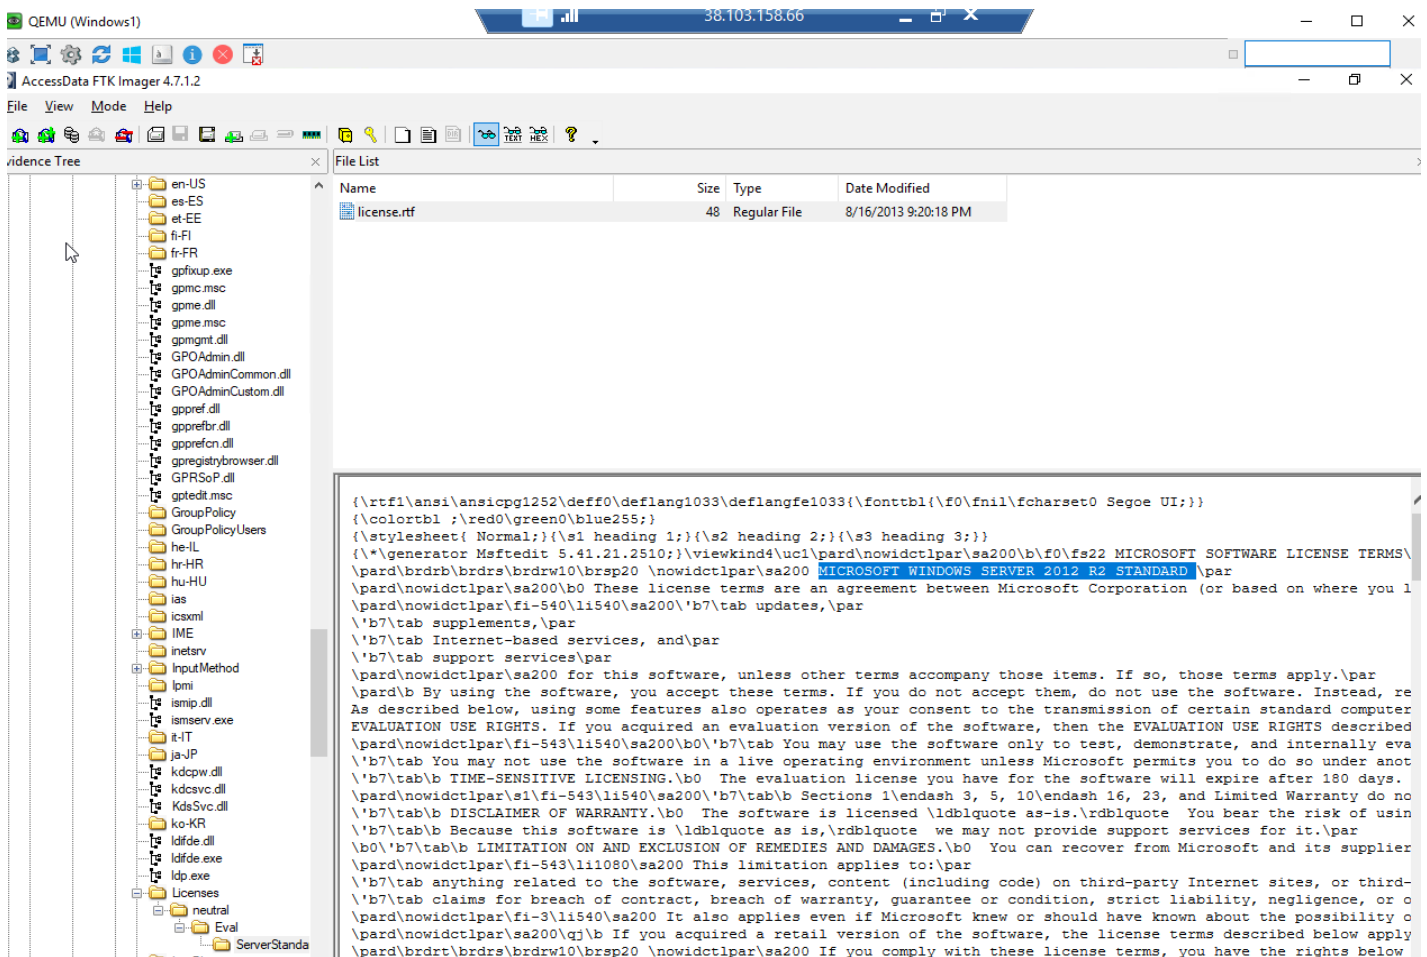 QEMU (Windows1)
38.103.158.66
AccessData FTK Imager 4.7.1.2
File View Mode Help
vidence Tree
File List
Name Size Type Date Modified
license.rtf 48 Regular File 8/16/2013 9:20:18 PM
en-US
es-ES
et-EE
fi-FI
fr-FR
gpfixup.exe
gpmc.msc
gpme.dll
gpme.msc
gpmgmt.dll
GPOAdmin.dll
GPOAdminCommon.dll
GPOAdminCustom.dll
gppref.dll
gpprefbr.dll
gpprefcn.dll
gpregistrybrowser.dll
GPRSoP.dll
gptedit.msc
GroupPolicy
GroupPolicyUsers
he-IL
hr-HR
hu-HU
ias
icsxml
IME
inetsrv
InputMethod
Ipmi
ismip.dll
ismserv.exe
it-IT
ja-JP
kdcpw.dll
kdcsvc.dll
KdsSvc.dll
ko-KR
ldifde.dll
ldifde.exe
ldp.exe
Licenses
neutral
Eval
ServerStanda
{\rtf1\ansi\ansicpg1252\deff0\deflang1033\deflangfe1033{\fonttbl{\f0\fnil\fcharset0 Segoe UI;}}
{\colortbl ;\red0\green0\blue255;}
{\stylesheet{ Normal;}{\s1 heading 1;}{\s2 heading 2;}{\s3 heading 3;}}
{\*\generator Msftedit 5.41.21.2510;}\viewkind4\uc1\pard\nowidctlpar\sa200\b\f0\fs22 MICROSOFT SOFTWARE LICENSE TERMS\
\pard\brdrb\brdrs\brdrw10\brsp20 \nowidctlpar\sa200 MICROSOFT WINDOWS SERVER 2012 R2 STANDARD \par
\pard\nowidctlpar\sa200\b0 These license terms are an agreement between Microsoft Corporation (or based on where you l
\pard\nowidctlpar\fi-540\li540\sa200\'b7\tab updates,\par
\'b7\tab supplements,\par
\'b7\tab Internet-based services, and\par
\'b7\tab support services\par
\pard\nowidctlpar\sa200 for this software, unless other terms accompany those items. If so, those terms apply.\par
\pard\b By using the software, you accept these terms. If you do not accept them, do not use the software. Instead, re
As described below, using some features also operates as your consent to the transmission of certain standard computer
EVALUATION USE RIGHTS. If you acquired an evaluation version of the software, then the EVALUATION USE RIGHTS described
\pard\nowidctlpar\fi-543\li540\sa200\b0\'b7\tab You may use the software only to test, demonstrate, and internally eva
\'b7\tab You may not use the software in a live operating environment unless Microsoft permits you to do so under anot
\'b7\tab\b TIME-SENSITIVE LICENSING.\b0  The evaluation license you have for the software will expire after 180 days.
\pard\nowidctlpar\s1\fi-543\li540\sa200\'b7\tab\b Sections 1\endash 3, 5, 10\endash 16, 23, and Limited Warranty do no
\'b7\tab\b DISCLAIMER OF WARRANTY.\b0  The software is licensed \ldblquote as-is.\rdblquote  You bear the risk of usin
\'b7\tab\b Because this software is \ldblquote as is,\rdblquote  we may not provide support services for it.\par
\b0\'b7\tab\b LIMITATION ON AND EXCLUSION OF REMEDIES AND DAMAGES.\b0  You can recover from Microsoft and its supplier
\pard\nowidctlpar\fi-543\li1080\sa200 This limitation applies to:\par
\'b7\tab anything related to the software, services, content (including code) on third-party Internet sites, or third-
\'b7\tab claims for breach of contract, breach of warranty, guarantee or condition, strict liability, negligence, or o
\pard\nowidctlpar\fi-3\li540\sa200 It also applies even if Microsoft knew or should have known about the possibility o
\pard\nowidctlpar\sa200\qj\b If you acquired a retail version of the software, the license terms described below apply
\pard\brdrt\brdrs\brdrw10\brsp20 \nowidctlpar\sa200 If you comply with these license terms, you have the rights below